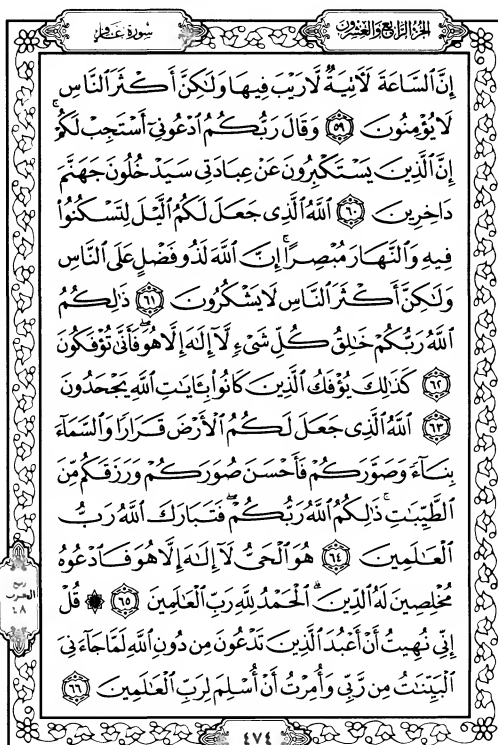 الجزء الرابع والعشرون
سورة غافر
إِنَّ ٱلسَّاعَةَ لَآتِيَةٌ لَّا رَيْبَ فِيهَا وَلَٰكِنَّ أَكْثَرَ ٱلنَّاسِ
لَا يُؤْمِنُونَ ٥٩ وَقَالَ رَبُّكُمُ ٱدْعُونِىٓ أَسْتَجِبْ لَكُمْ ۚ
إِنَّ ٱلَّذِينَ يَسْتَكْبِرُونَ عَنْ عِبَادَتِى سَيَدْخُلُونَ جَهَنَّمَ
دَاخِرِينَ ٦٠ ٱللَّهُ ٱلَّذِى جَعَلَ لَكُمُ ٱلَّيْلَ لِتَسْكُنُوا۟
فِيهِ وَٱلنَّهَارَ مُبْصِرًا ۚ إِنَّ ٱللَّهَ لَذُو فَضْلٍ عَلَى ٱلنَّاسِ
وَلَٰكِنَّ أَكْثَرَ ٱلنَّاسِ لَا يَشْكُرُونَ ٦١ ذَٰلِكُمُ
ٱللَّهُ رَبُّكُمْ خَٰلِقُ كُلِّ شَىْءٍ لَّآ إِلَٰهَ إِلَّا هُوَ ۖ فَأَنَّىٰ تُؤْفَكُونَ
٦٢ كَذَٰلِكَ يُؤْفَكُ ٱلَّذِينَ كَانُوا۟ بِـَٔايَٰتِ ٱللَّهِ يَجْحَدُونَ
٦٣ ٱللَّهُ ٱلَّذِى جَعَلَ لَكُمُ ٱلْأَرْضَ قَرَارًا وَٱلسَّمَآءَ
بِنَآءً وَصَوَّرَكُمْ فَأَحْسَنَ صُوَرَكُمْ وَرَزَقَكُم مِّنَ
ٱلطَّيِّبَٰتِ ۚ ذَٰلِكُمُ ٱللَّهُ رَبُّكُمْ ۖ فَتَبَارَكَ ٱللَّهُ رَبُّ
ٱلْعَٰلَمِينَ ٦٤ هُوَ ٱلْحَىُّ لَآ إِلَٰهَ إِلَّا هُوَ فَٱدْعُوهُ
مُخْلِصِينَ لَهُ ٱلدِّينَ ۗ ٱلْحَمْدُ لِلَّهِ رَبِّ ٱلْعَٰلَمِينَ ٦٥ ۞ قُلْ
إِنِّى نُهِيتُ أَنْ أَعْبُدَ ٱلَّذِينَ تَدْعُونَ مِن دُونِ ٱللَّهِ لَمَّا جَآءَنِىَ
ٱلْبَيِّنَٰتُ مِن رَّبِّى وَأُمِرْتُ أَنْ أُسْلِمَ لِرَبِّ ٱلْعَٰلَمِينَ ٦٦
ربع
الحزب
٤٨
٤٧٤